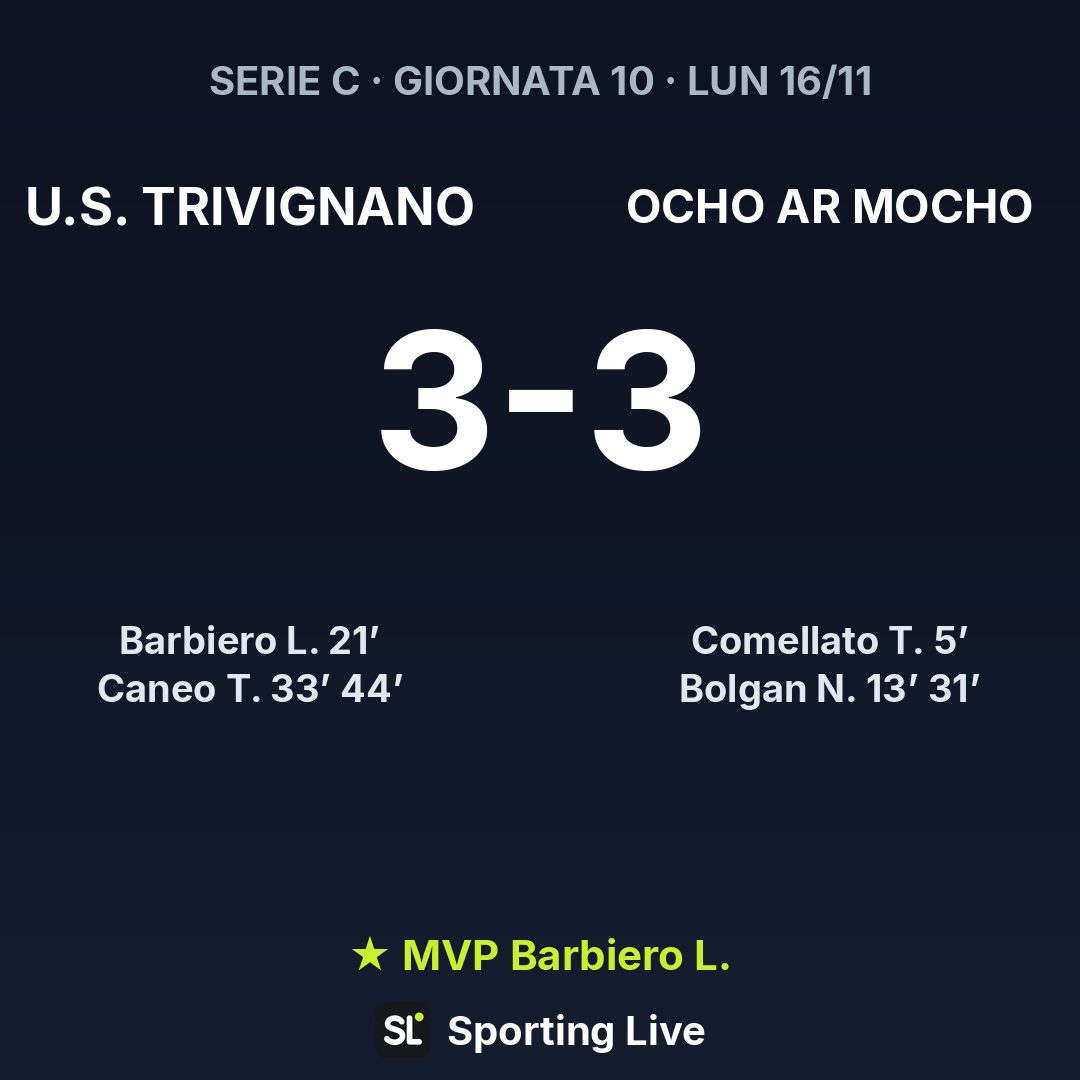 SERIE C · GIORNATA 10 · LUN 16/11
U.S. TRIVIGNANO
OCHO AR MOCHO
3-3
Barbiero L. 21′
Caneo T. 33′ 44′
Comellato T. 5′
Bolgan N. 13′ 31′
★ MVP Barbiero L.
SL Sporting Live